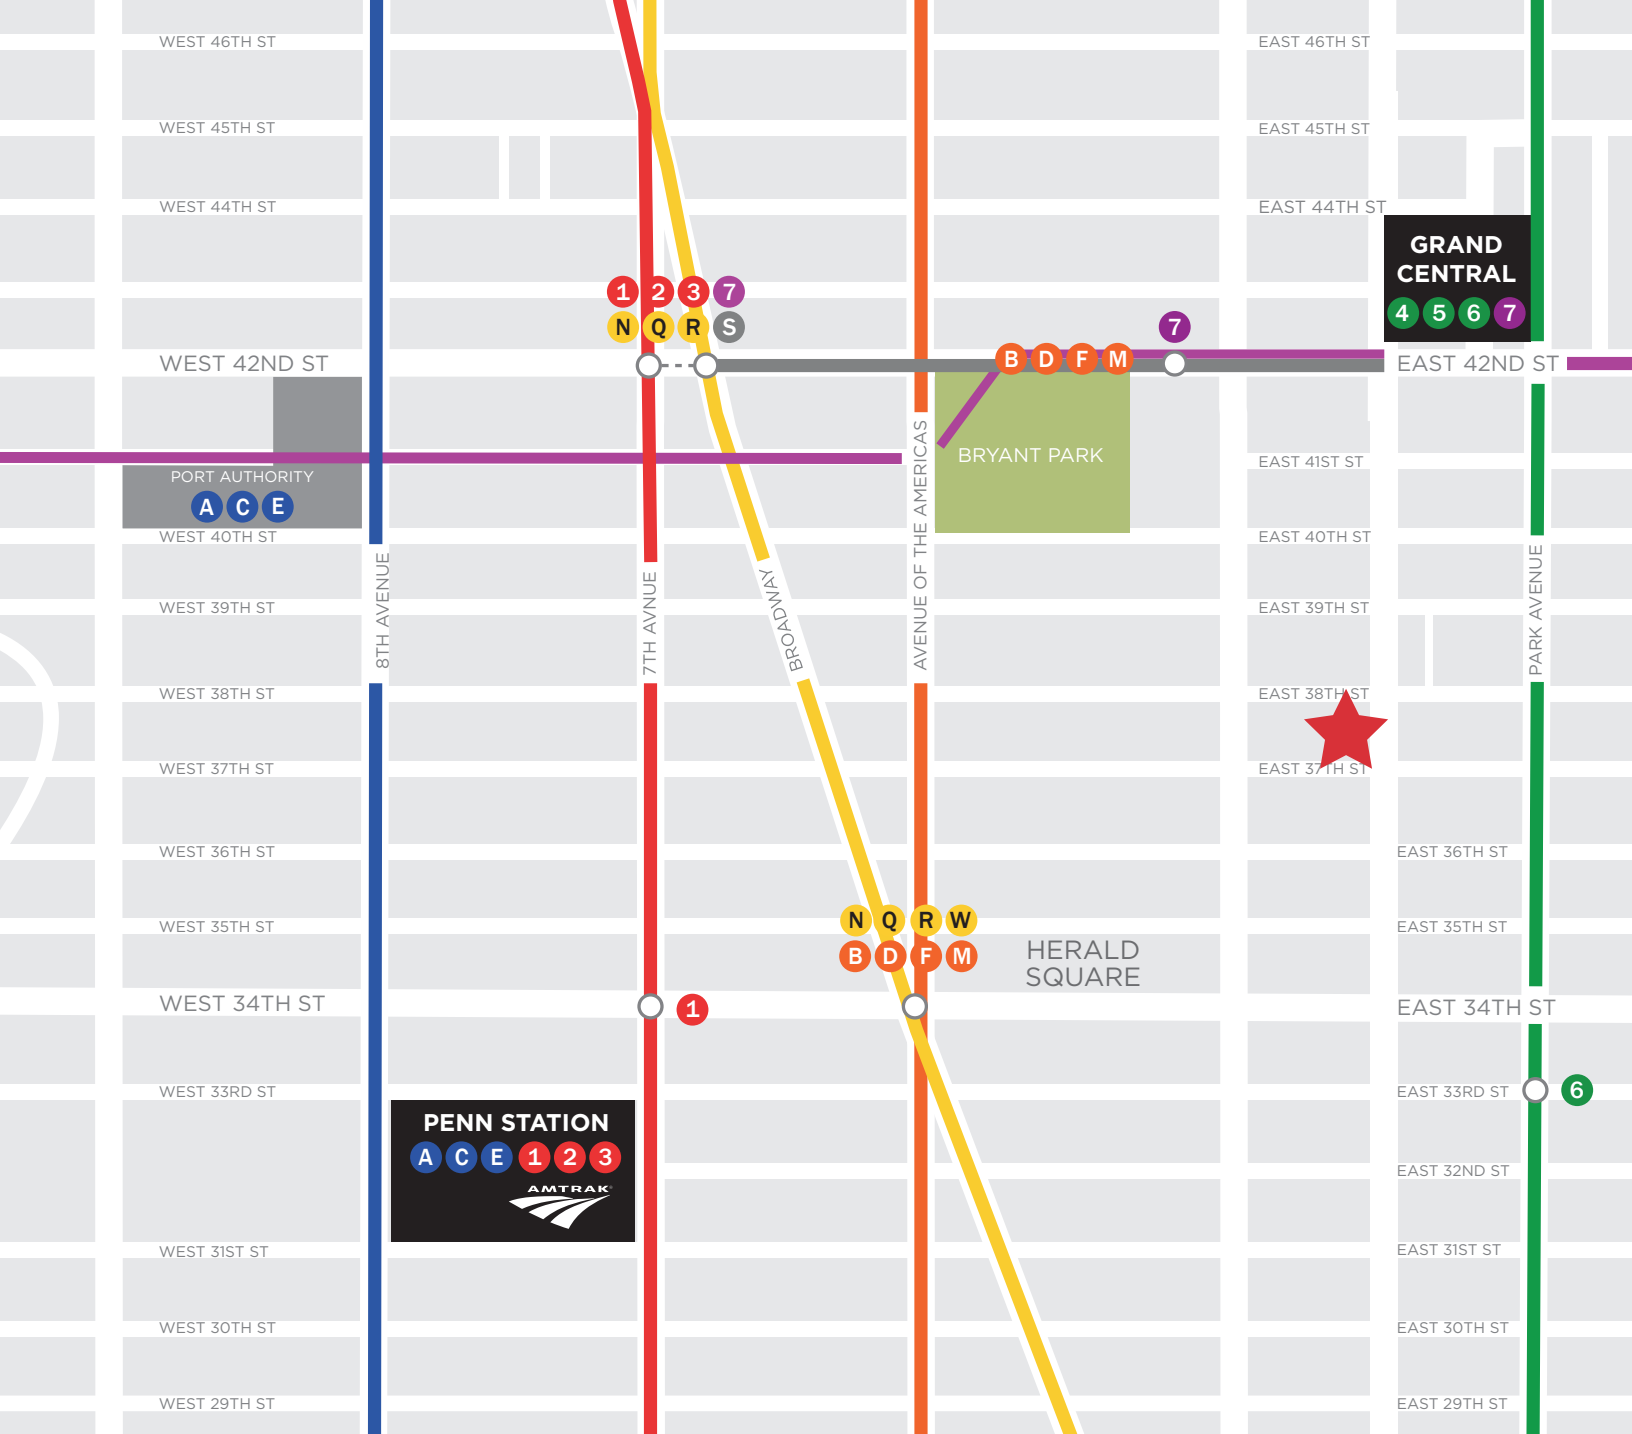 WEST 46TH ST
EAST 46TH ST
WEST 45TH ST
EAST 45TH ST
WEST 44TH ST
EAST 44TH ST
GRAND
CENTRAL
4 5 6 7
1 2 3 7
N Q R S
7
WEST 42ND ST
B D F M
EAST 42ND ST
BRYANT PARK
EAST 41ST ST
PORT AUTHORITY
A C E
WEST 40TH ST
EAST 40TH ST
8TH AVENUE
7TH AVNUE
BROADWAY
AVENUE OF THE AMERICAS
PARK AVENUE
WEST 39TH ST
EAST 39TH ST
WEST 38TH ST
EAST 38TH ST
WEST 37TH ST
EAST 37TH ST
WEST 36TH ST
EAST 36TH ST
WEST 35TH ST
N Q R W
EAST 35TH ST
B D F M
HERALD
SQUARE
WEST 34TH ST
1
EAST 34TH ST
WEST 33RD ST
EAST 33RD ST
6
PENN STATION
A C E 1 2 3
AMTRAK
EAST 32ND ST
WEST 31ST ST
EAST 31ST ST
WEST 30TH ST
EAST 30TH ST
WEST 29TH ST
EAST 29TH ST